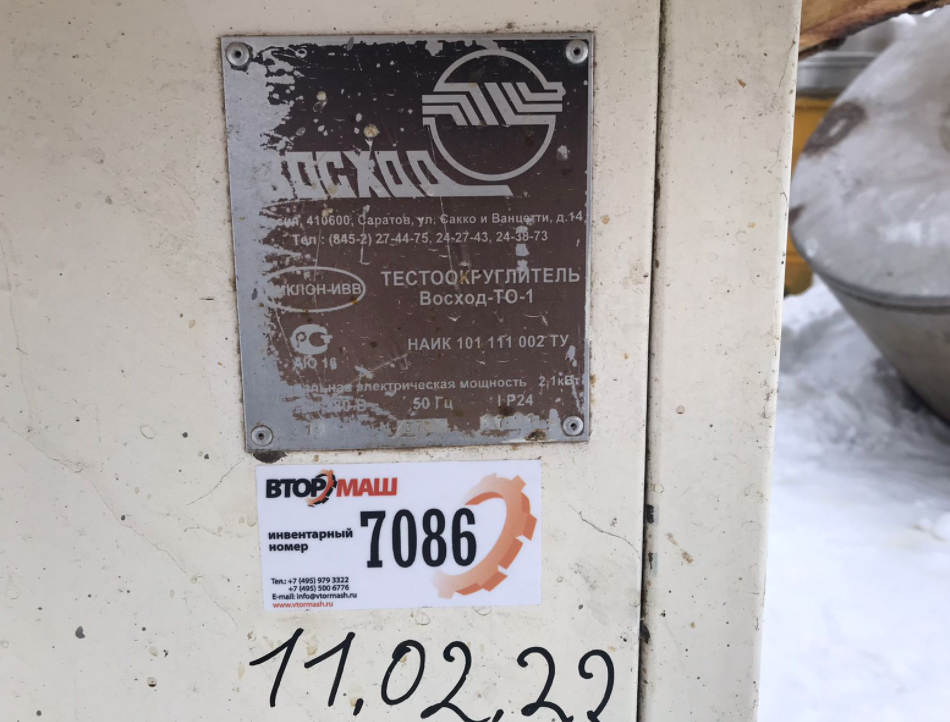 ВОСХОД
410600, Саратов, ул. Сакко и Ванцетти, д.14,
Тел.: (845-2) 27-44-75, 24-27-43, 24-38-73
ТЕСТООКРУГЛИТЕЛЬ
Восход-ТО-1
НАИК 101 111 002 ТУ
электрическая мощность 2,1кВт
50 Гц IP24
ВТОРМАШ
инвентарный
номер
7086
Тел.: +7 (495) 979 3322
+7 (495) 500 6776
E-mail: info@vtormash.ru
www.vtormash.ru
11.02.22